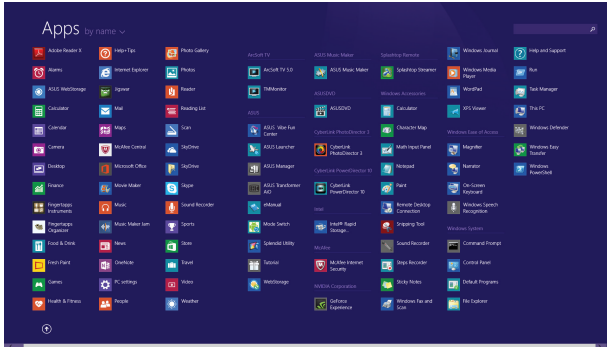 Apps by name
Adobe Reader X
Alarms
ASUS WebStorage
Calculator
Calendar
Camera
Desktop
Finance
Fingertapps
Instruments
Fingertapps
Organizer
Food & Drink
Fresh Paint
Games
Health & Fitness
Help+Tips
Internet Explorer
Jigswar
Mail
Maps
McAfee Central
Microsoft Office
Movie Maker
Music
Music Maker Jam
News
OneNote
PC settings
People
Photo Gallery
Photos
Reader
Reading List
Scan
SkyDrive
SkyDrive
Skype
Sound Recorder
Sports
Store
Travel
Video
Weather
ArcSoft TV
ArcSoft TV 5.0
TMMonitor
ASUS
ASUS Vibe Fun
Center
ASUS Launcher
ASUS Manager
ASUS Transformer
AiO
eManual
Moda Switch
Splendid Utility
Tutorial
WebStorage
ASUS Music Maker
ASUS Music Maker
ASUSDVD
ASUSDVD
CyberLink PhotoDirector 3
CyberLink
PhotoDirector 3
CyberLink PowerDirector 10
CyberLink
PowerDirector 10
Intel
Intel® Rapid
Storage...
McAfee
McAfee Internet
Security
NVIDIA Corporation
GeForce
Experience
Splashtop Remote
Splashtop Streamer
Windows Accessories
Calculator
Character Map
Math Input Panel
Notepad
Paint
Remote Desktop
Connection
Snipping Tool
Sound Recorder
Steps Recorder
Sticky Notes
Windows Fax and
Scan
Windows Journal
Windows Media
Player
WordPad
XPS Viewer
Windows Ease of Access
Magnifier
Narrator
On-Screen
Keyboard
Windows Speech
Recognition
Windows System
Command Prompt
Control Panel
Default Programs
File Explorer
Help and Support
Run
Task Manager
This PC
Windows Defender
Windows Easy
Transfer
Windows
PowerShell